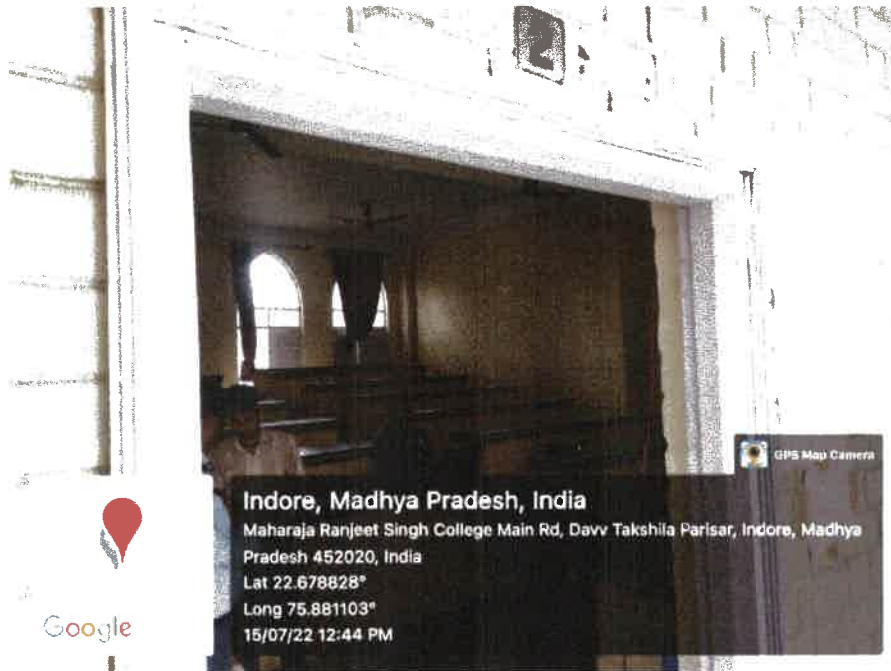 2
GPS Map Camera
Indore, Madhya Pradesh, India
Maharaja Ranjeet Singh College Main Rd, Davv Takshila Parisar, Indore, Madhya
Pradesh 452020, India
Lat 22.678828°
Long 75.881103°
15/07/22 12:44 PM
Google